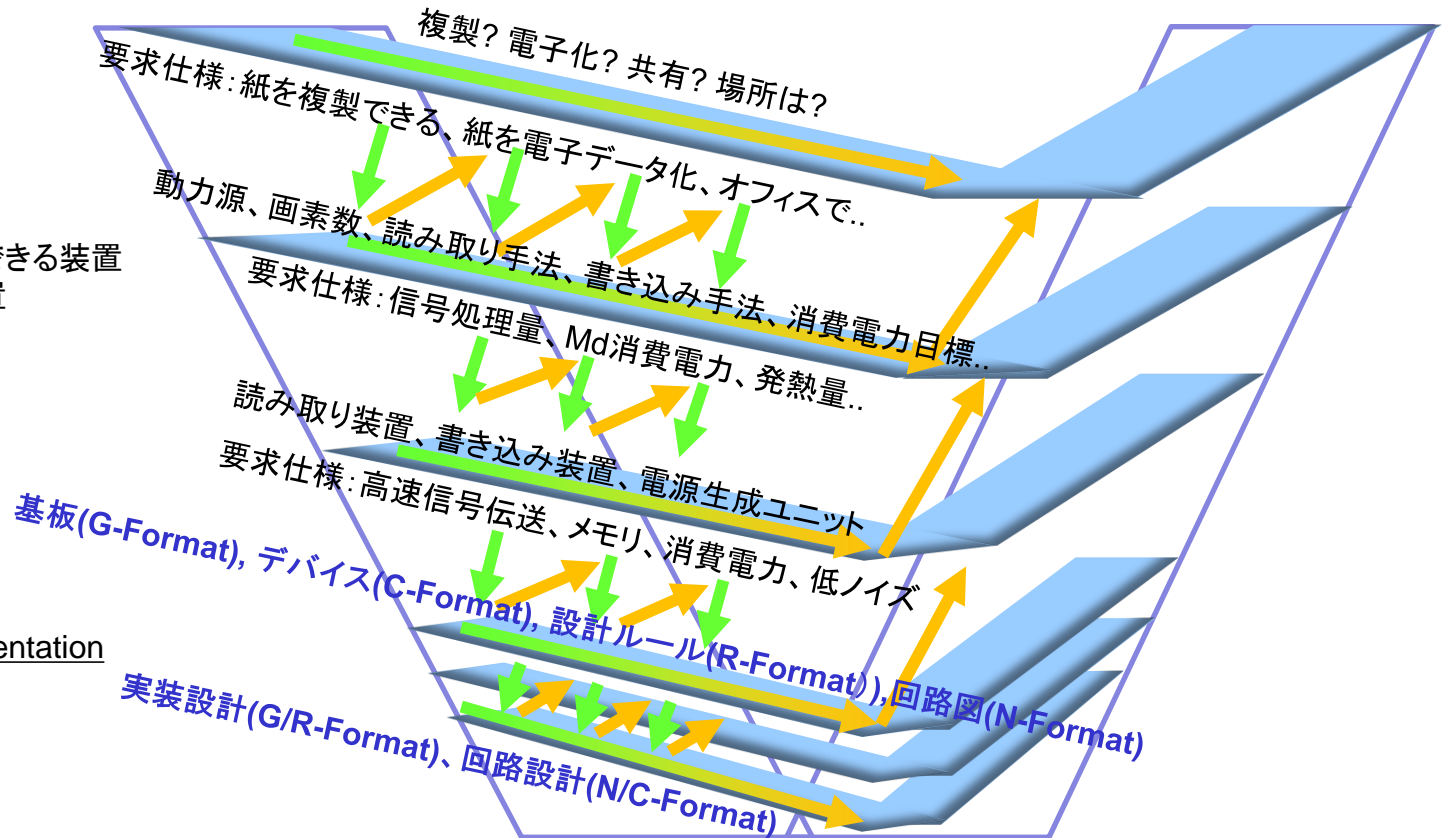 複製? 電子化? 共有? 場所は?
要求仕様：紙を複製できる、紙を電子データ化、オフィスで..
動力源、画素数、読み取り手法、書き込み手法、消費電力目標..
できる装置
置
要求仕様：信号処理量、Md消費電力、発熱量..
読み取り装置、書き込み装置、電源生成ユニット
要求仕様：高速信号伝送、メモリ、消費電力、低ノイズ
基板(G-Format), デバイス(C-Format), 設計ルール(R-Format）),回路図(N-Format)
entation
実装設計(G/R-Format)、回路設計(N/C-Format)